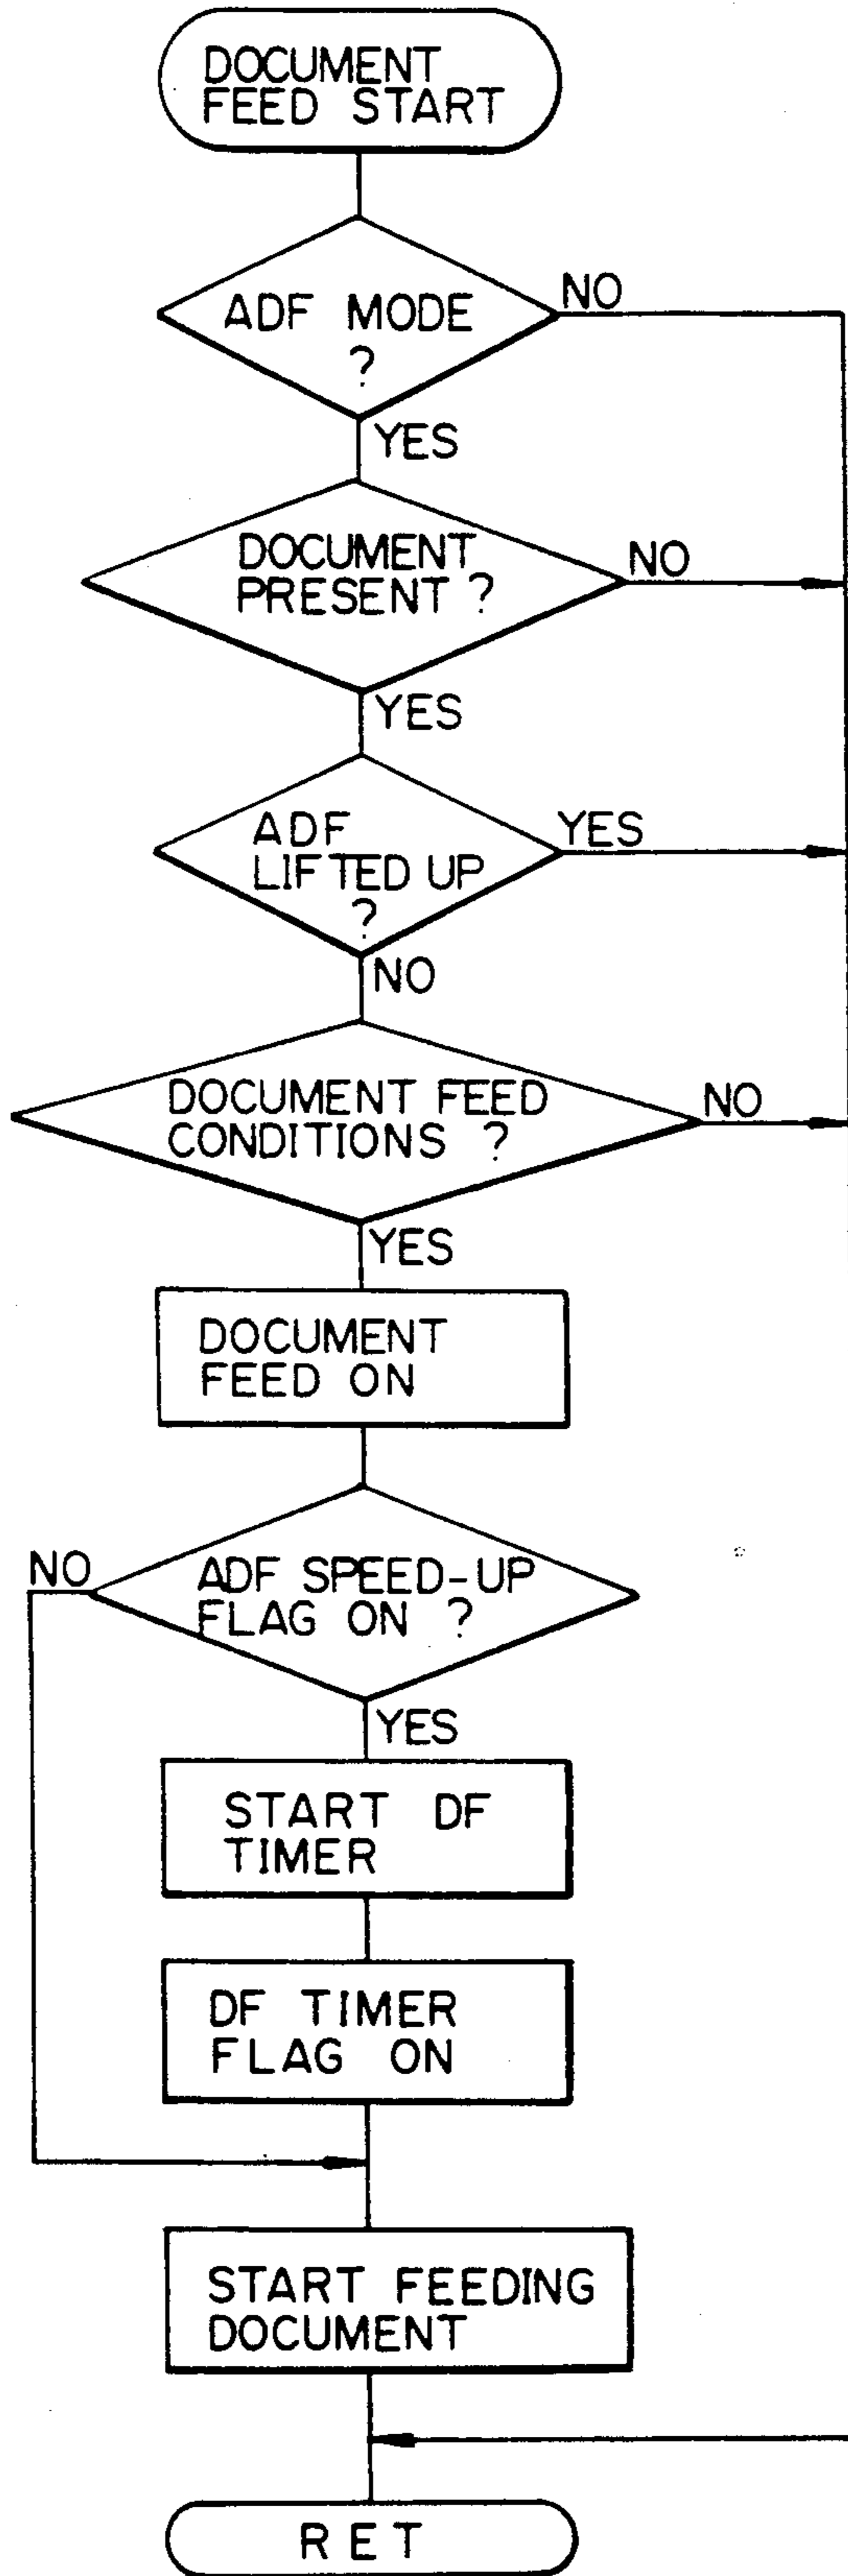 DOCUMENT
FEED START
ADF MODE
?
NO
YES
DOCUMENT
PRESENT ?
NO
YES
ADF
LIFTED UP
?
YES
NO
DOCUMENT FEED
CONDITIONS ?
NO
YES
DOCUMENT
FEED ON
ADF SPEED-UP
FLAG ON ?
NO
YES
START DF
TIMER
DF TIMER
FLAG ON
START FEEDING
DOCUMENT
RET